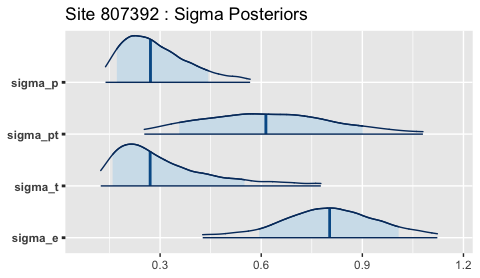 Site 807392 : Sigma Posteriors
sigma_p
sigma_pt
sigma_t
sigma_e
0.3 0.6 0.9 1.2